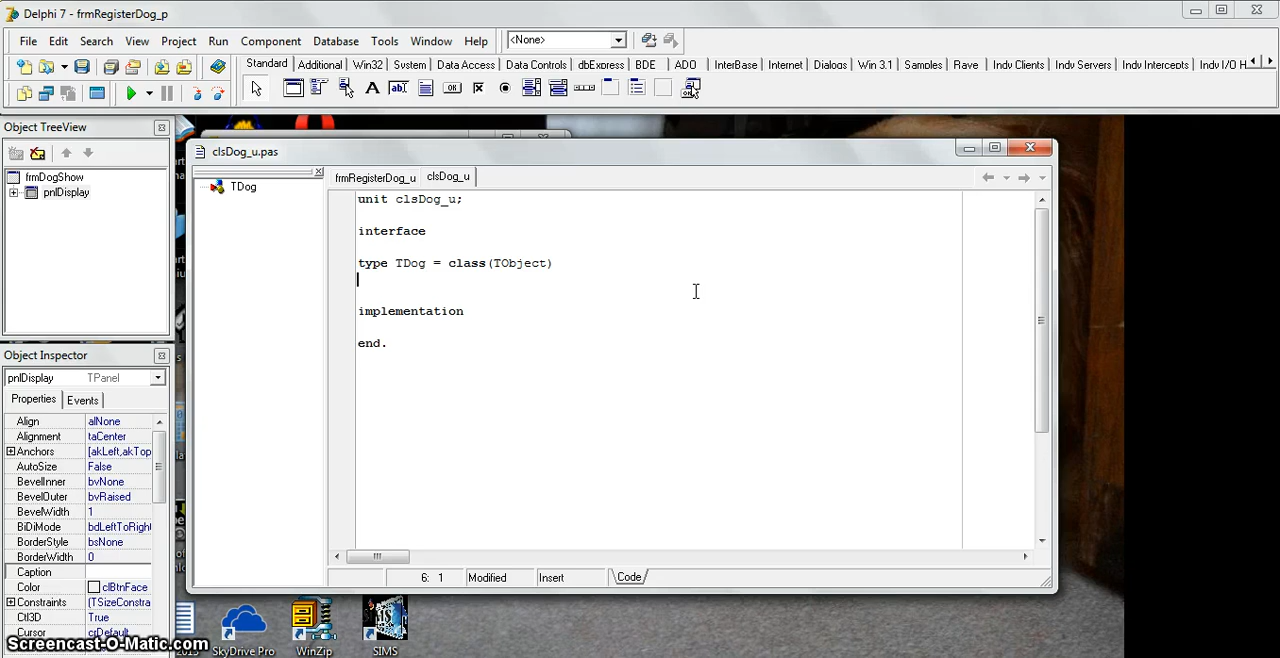 Delphi 7 - frmRegisterDog_p
File Edit Search View Project Run Component Database Tools Window Help <None>
Standard Additional Win32 System Data Access Data Controls dbExpress BDE ADO InterBase Internet Dialogs Win 3.1 Samples Rave Indy Clients Indy Servers Indy Intercepts Indy I/O H
Object TreeView
frmDogShow
pnlDisplay
clsDog_u.pas
TDog
frmRegisterDog_u clsDog_u
unit clsDog_u;
interface
type TDog = class(TObject)
implementation
end.
6: 1 Modified Insert Code
Object Inspector
pnlDisplay TPanel
Properties Events
Align alNone
Alignment taCenter
Anchors [akLeft,akTop
AutoSize False
BevelInner bvNone
BevelOuter bvRaised
BevelWidth 1
BiDiMode bdLeftToRight
BorderStyle bsNone
BorderWidth 0
Caption
Color clBtnFace
Constraints (TSizeConstra
Ctl3D True
Cursor crDefault
SkyDrive Pro
WinZip
SIMS
Screencast-O-Matic.com